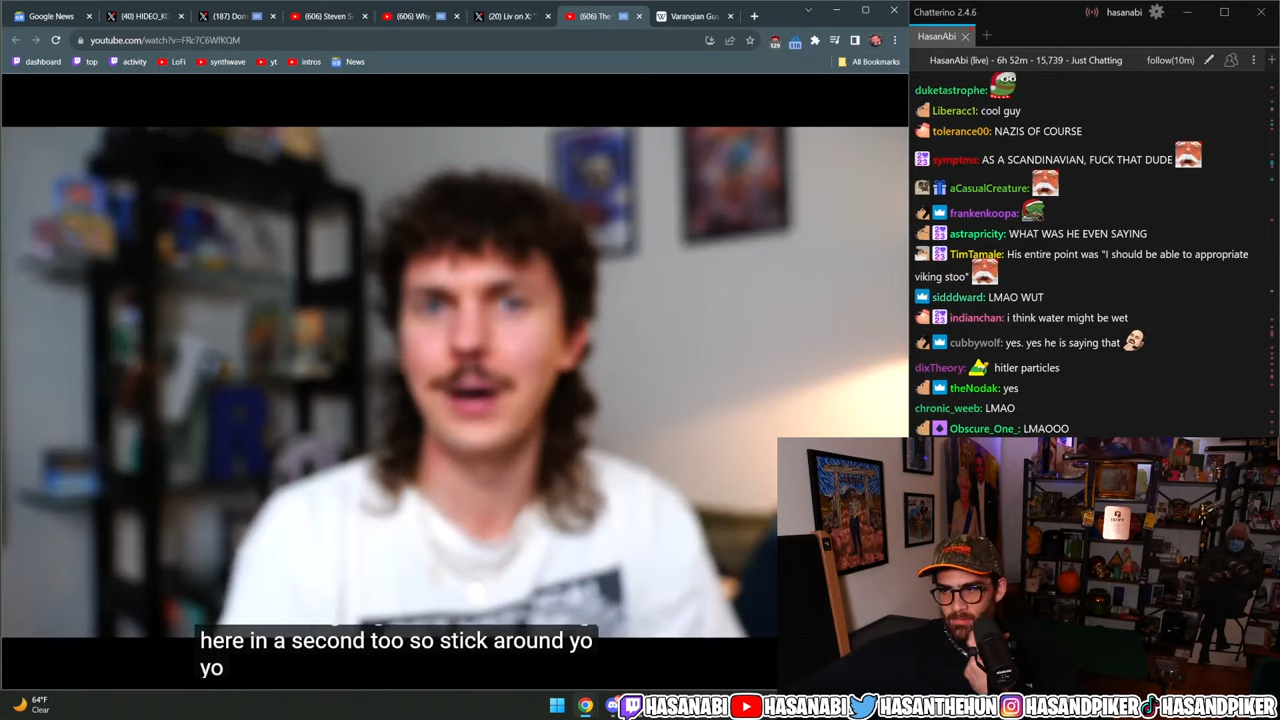 Google News
(40) HIDEO_KO
(187) Don
(606) Steven S
(606) Why
(20) Liv on X: "
(606) The
Varangian Gua
youtube.com/watch?v=FRc7C6WfKQM
dashboard
top
activity
LoFi
synthwave
yt
intros
News
All Bookmarks
here in a second too so stick around yo
yo
Chatterino 2.4.6
hasanabi
HasanAbi
HasanAbi (live) - 6h 52m - 15,739 - Just Chatting
follow(10m)
duketastrophe:
Liberacc1: cool guy
tolerance00: NAZIS OF COURSE
symptms: AS A SCANDINAVIAN, FUCK THAT DUDE
aCasualCreature:
frankenkoopa:
astrapricity: WHAT WAS HE EVEN SAYING
TimTamale: His entire point was "I should be able to appropriate
viking stoo"
sidddward: LMAO WUT
indianchan: i think water might be wet
cubbywolf: yes. yes he is saying that
dixTheory: hitler particles
theNodak: yes
chronic_weeb: LMAO
Obscure_One_: LMAOOO
64°F
Clear
HASANABI
HASANABI
HASANTHEHUN
HASANDPIKER
HASANDPIKER